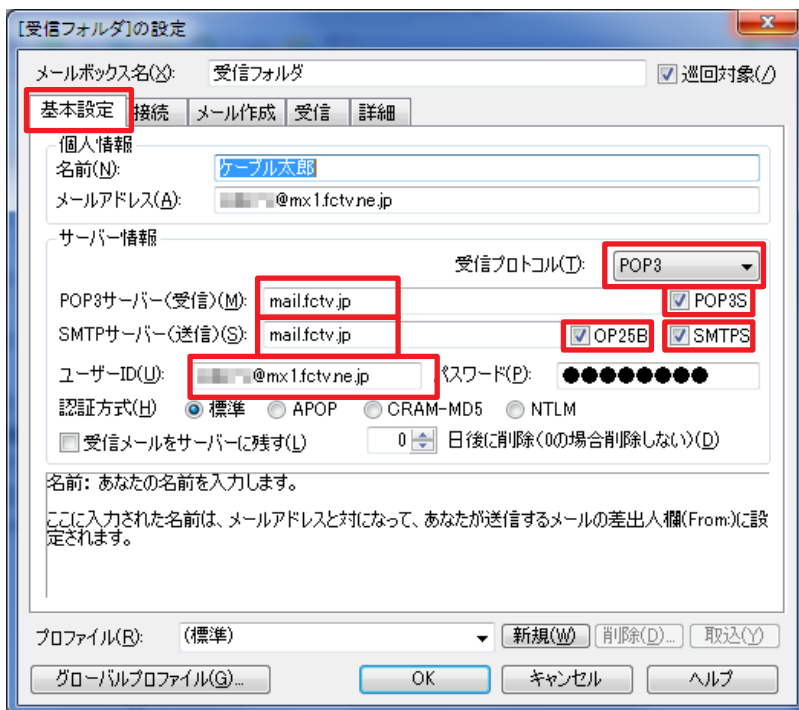 [受信フォルダ]の設定
メールボックス名(X): 受信フォルダ 巡回対象(/)
基本設定 接続 メール作成 受信 詳細
個人情報
名前(N): ケーブル太郎
メールアドレス(A): @mx1.fctv.ne.jp
サーバー情報
受信プロトコル(T): POP3
POP3サーバー(受信)(M): mail.fctv.jp POP3S
SMTPサーバー(送信)(S): mail.fctv.jp OP25B SMTPS
ユーザーID(U): @mx1.fctv.ne.jp パスワード(P): ●●●●●●●●
認証方式(H) 標準 APOP CRAM-MD5 NTLM
受信メールをサーバーに残す(L) 0 日後に削除(0の場合削除しない)(D)
名前: あなたの名前を入力します。
ここに入力された名前は、メールアドレスと対になって、あなたが送信するメールの差出人欄(From:)に設
定されます。
プロファイル(R): (標準) 新規(W) 削除(D)... 取込(Y)
グローバルプロファイル(G)... OK キャンセル ヘルプ